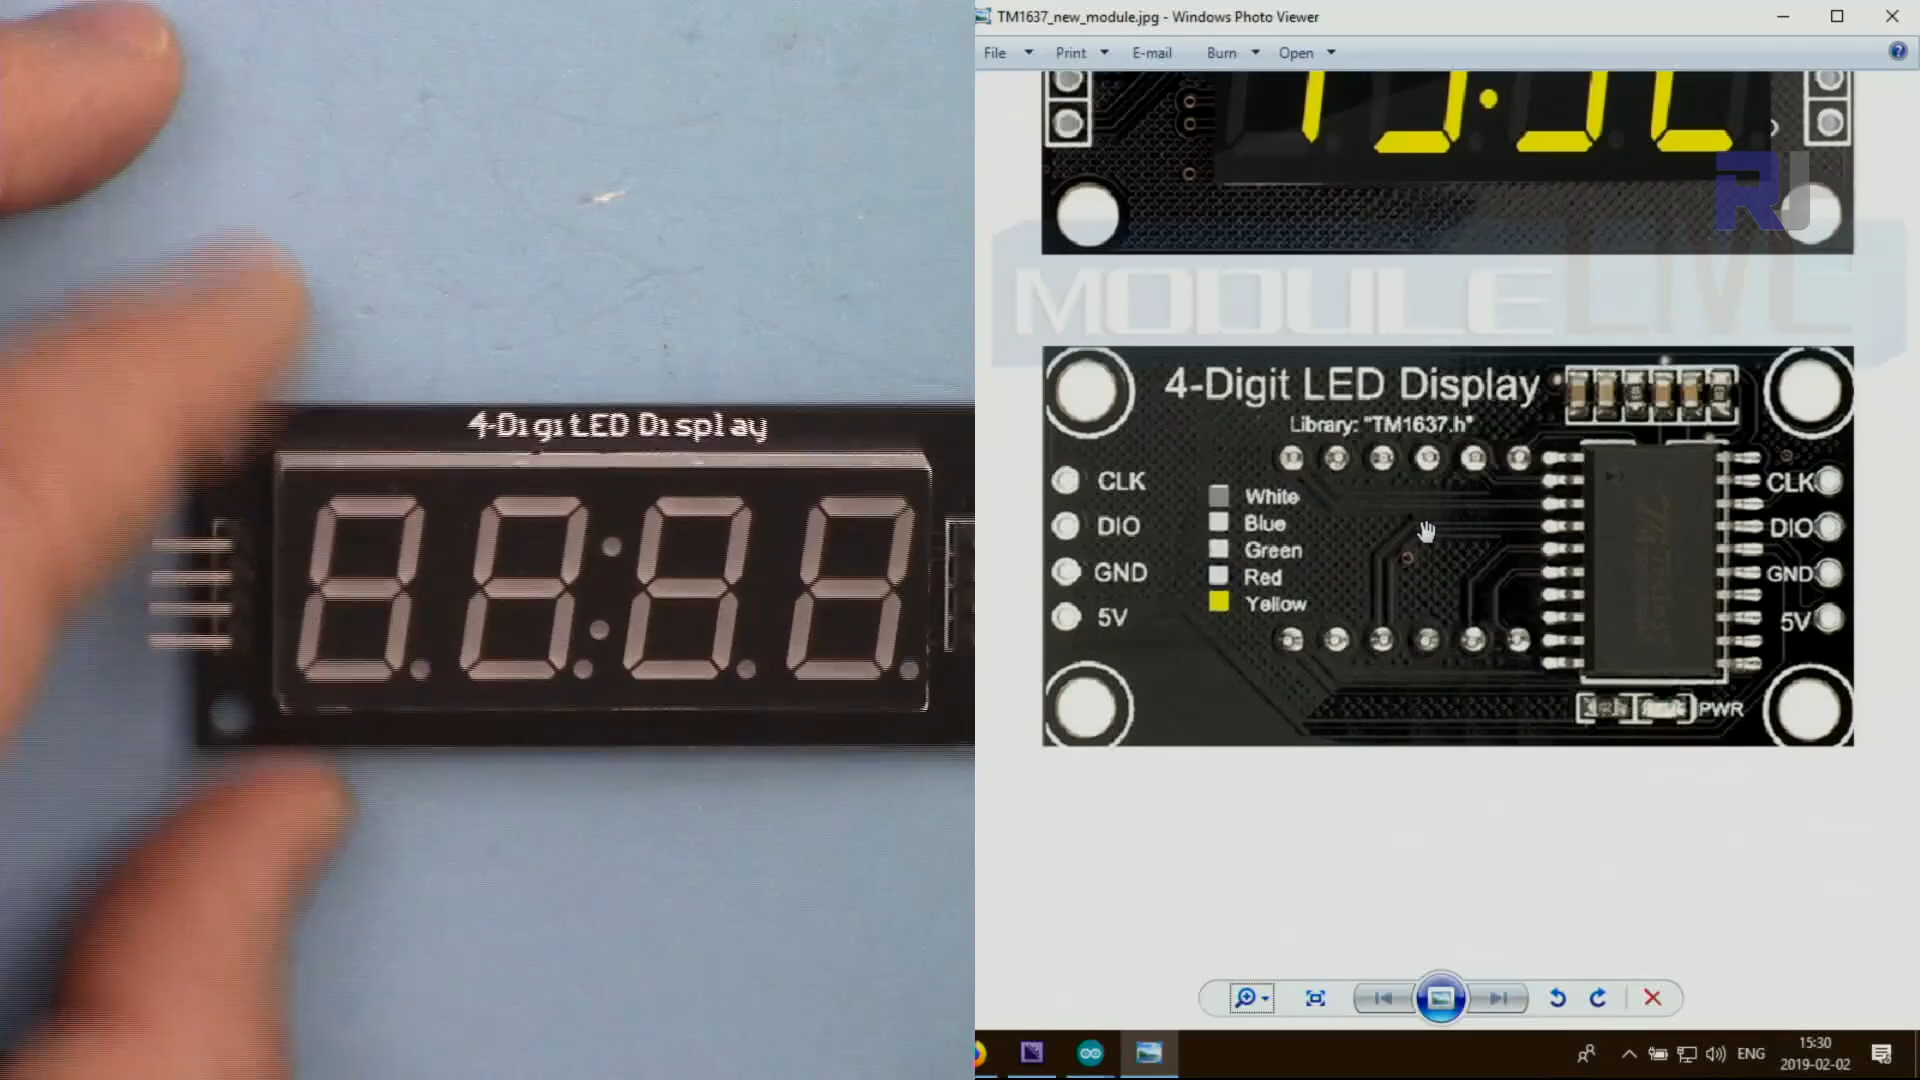 4-Digit LED Display
TM1637_new_module.jpg - Windows Photo Viewer
File
Print
E-mail
Burn
Open
RJ
MODULE
4-Digit LED Display
Library: "TM1637.h"
CLK
DIO
GND
5V
White
Blue
Green
Red
Yellow
CLK
DIO
GND
5V
PWR
ENG
15:30
2019-02-02